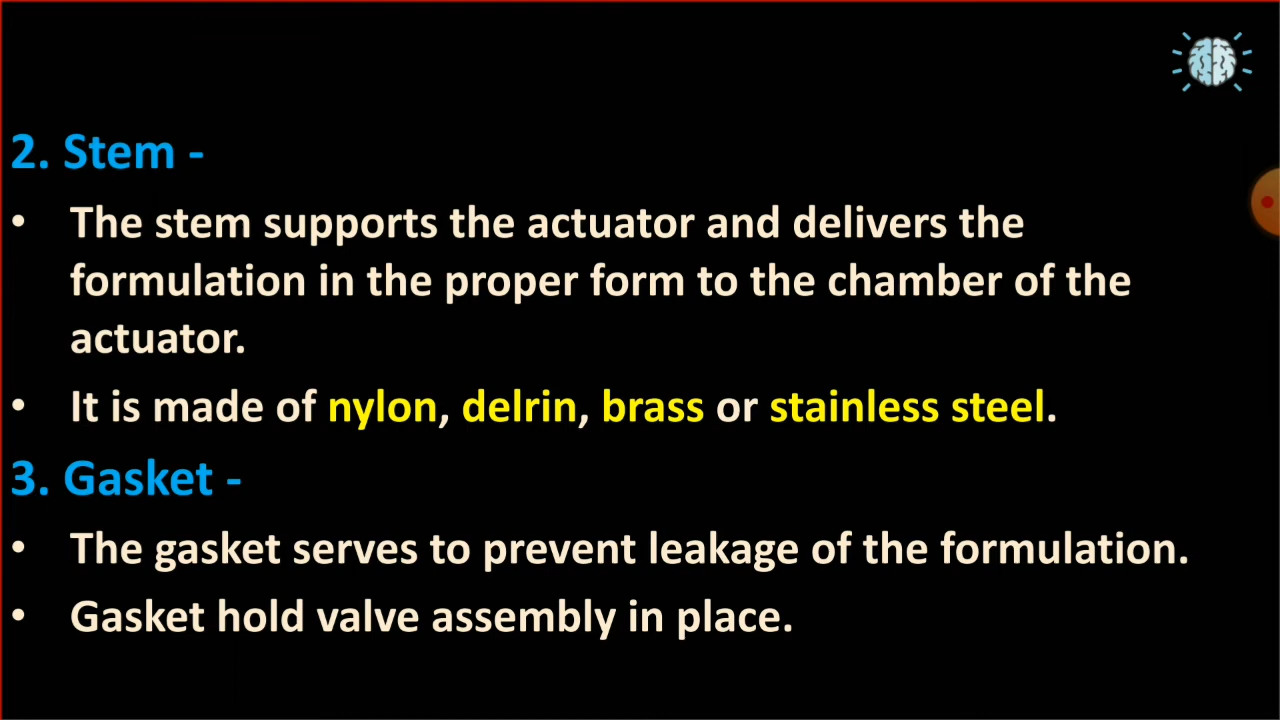 2. Stem -
• The stem supports the actuator and delivers the
formulation in the proper form to the chamber of the
actuator.
• It is made of nylon, delrin, brass or stainless steel.
3. Gasket -
• The gasket serves to prevent leakage of the formulation.
• Gasket hold valve assembly in place.